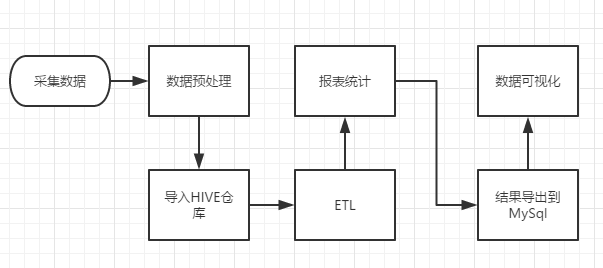 采集数据
数据预处理
报表统计
数据可视化
导入HIVE仓
库
ETL
结果导出到
MySql